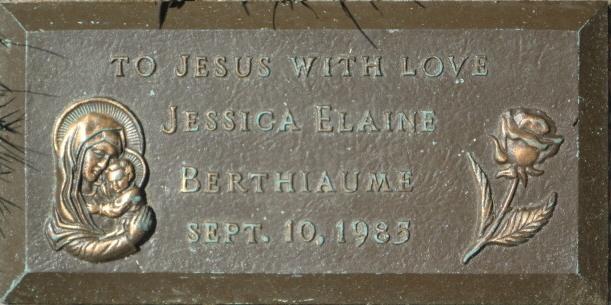 TO JESUS WITH LOVE
JESSICA ELAINE
BERTHIAUME
SEPT. 10, 1985